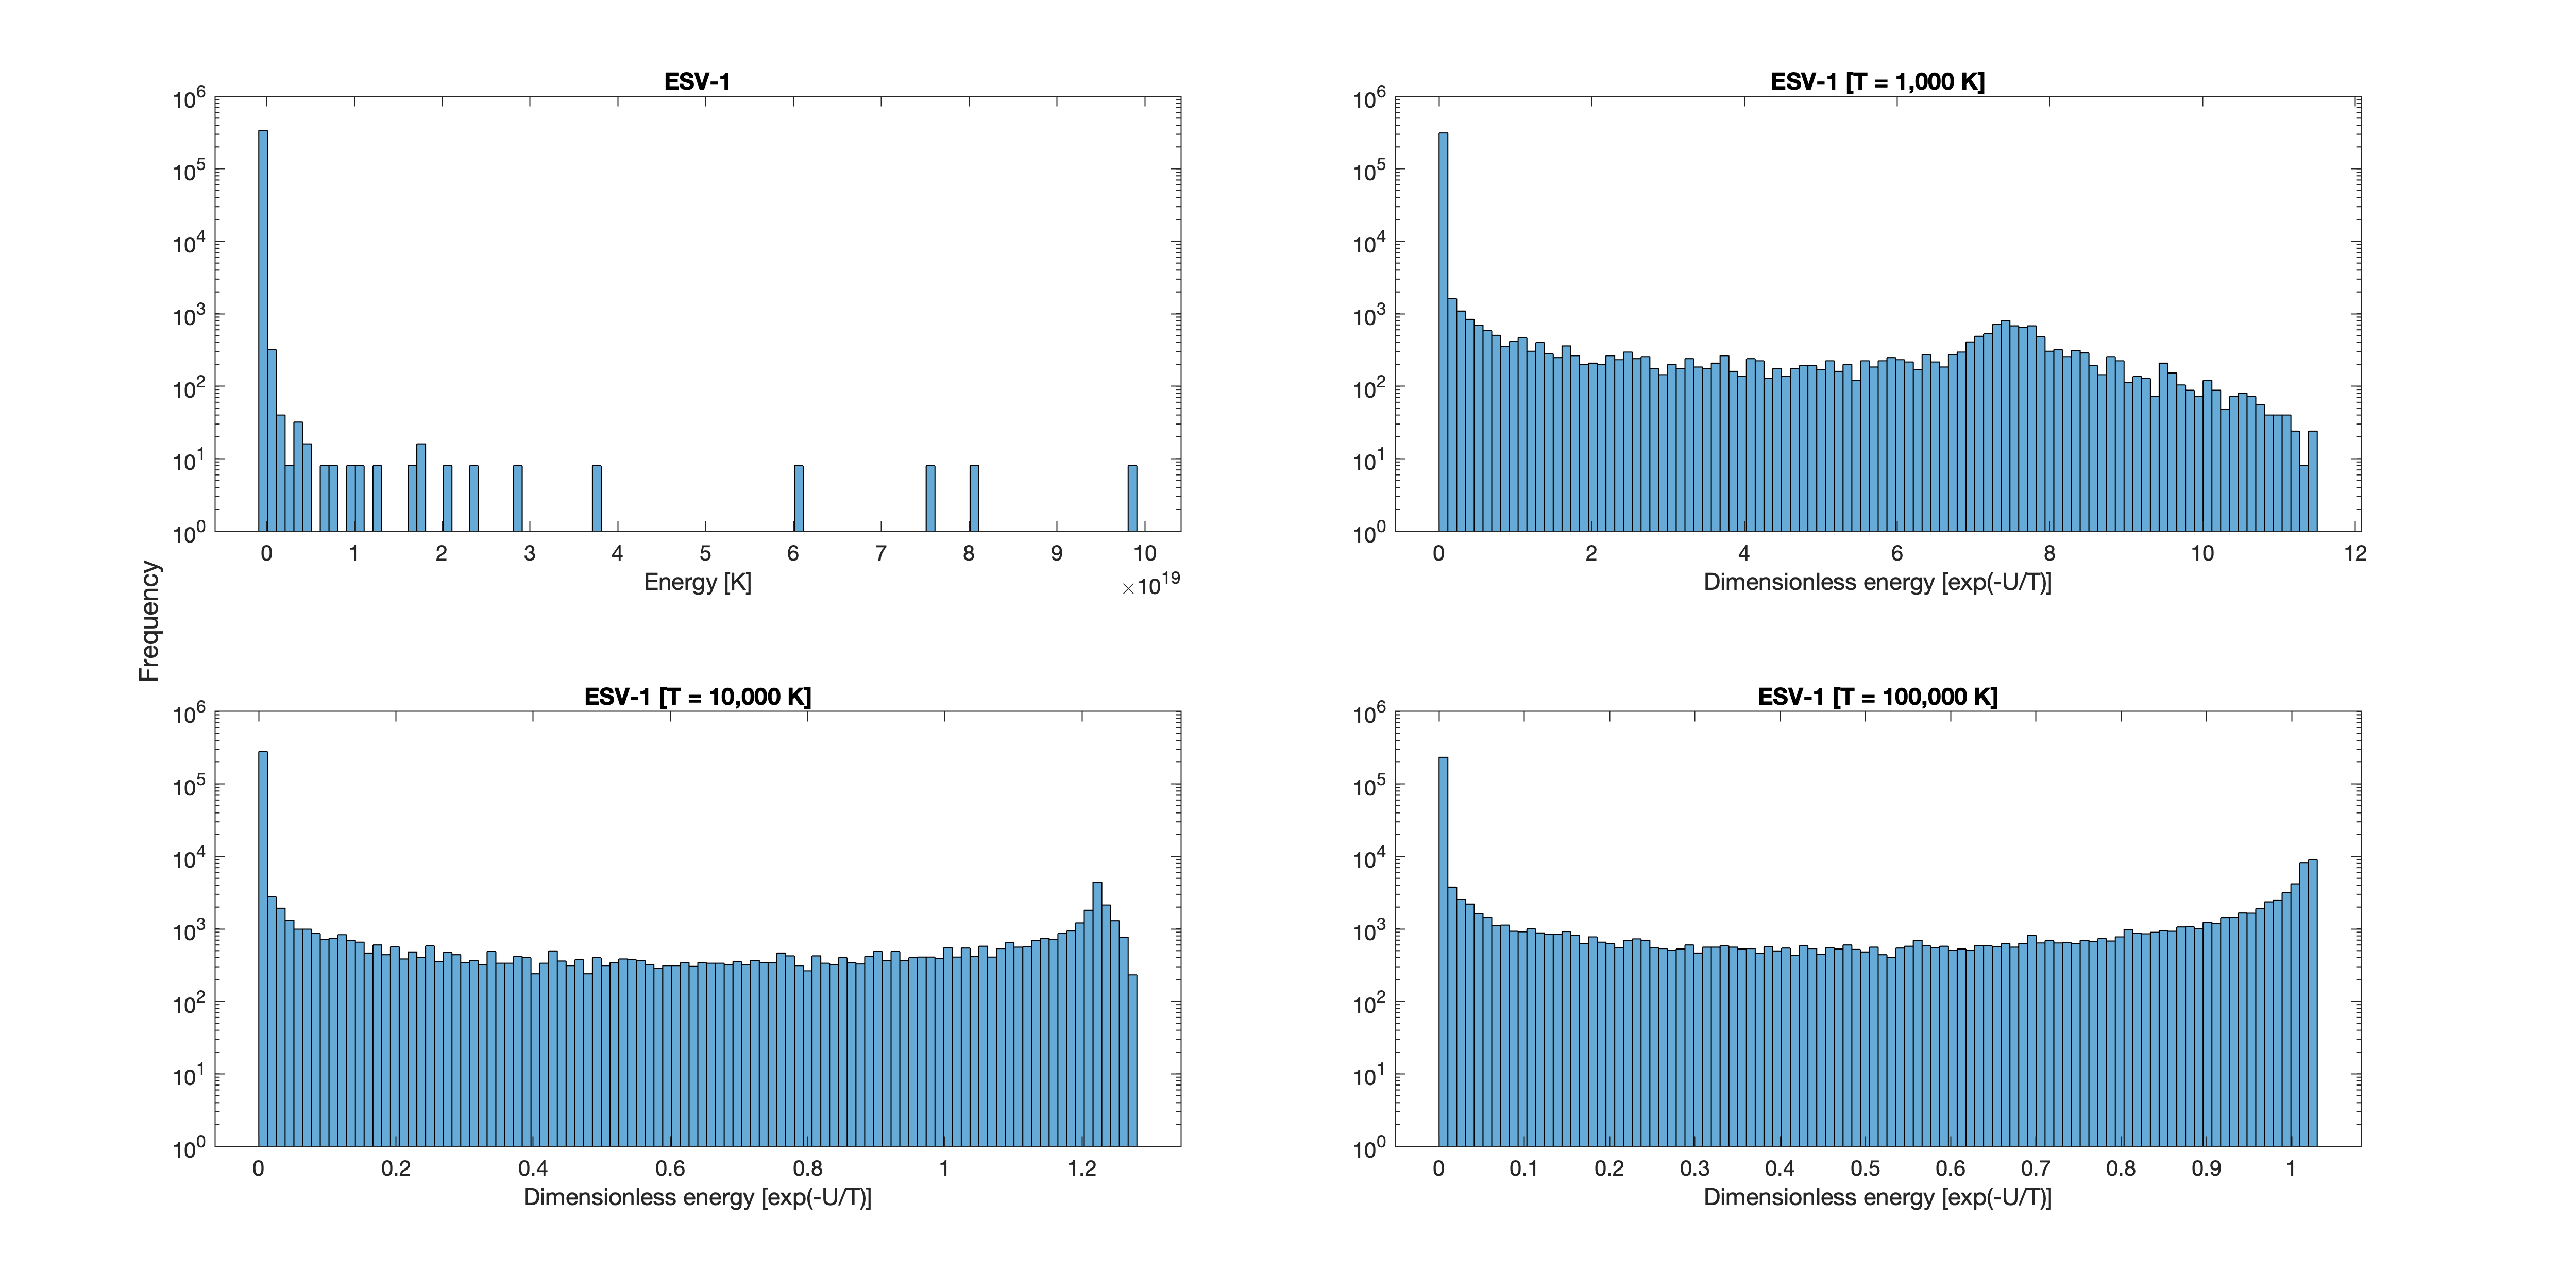 ESV-1
10^6
10^5
10^4
10^3
10^2
10^1
10^0
0 1 2 3 4 5 6 7 8 9 10
Energy [K]
×10^19
ESV-1 [T = 1,000 K]
10^6
10^5
10^4
10^3
10^2
10^1
10^0
0 2 4 6 8 10 12
Dimensionless energy [exp(-U/T)]
Frequency
ESV-1 [T = 10,000 K]
10^6
10^5
10^4
10^3
10^2
10^1
10^0
0 0.2 0.4 0.6 0.8 1 1.2
Dimensionless energy [exp(-U/T)]
ESV-1 [T = 100,000 K]
10^6
10^5
10^4
10^3
10^2
10^1
10^0
0 0.1 0.2 0.3 0.4 0.5 0.6 0.7 0.8 0.9 1
Dimensionless energy [exp(-U/T)]